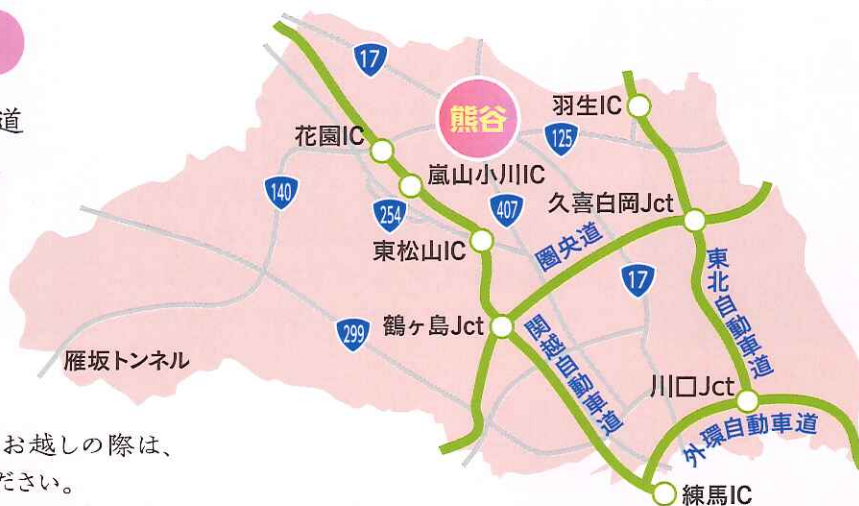 道
17
熊谷
羽生IC
125
花園IC
嵐山小川IC
140
254
407
久喜白岡Jct
東松山IC
圏央道
17
東北自動車道
299
鶴ヶ島Jct
関越自動車道
雁坂トンネル
川口Jct
外環自動車道
お越しの際は、
ださい。
練馬IC